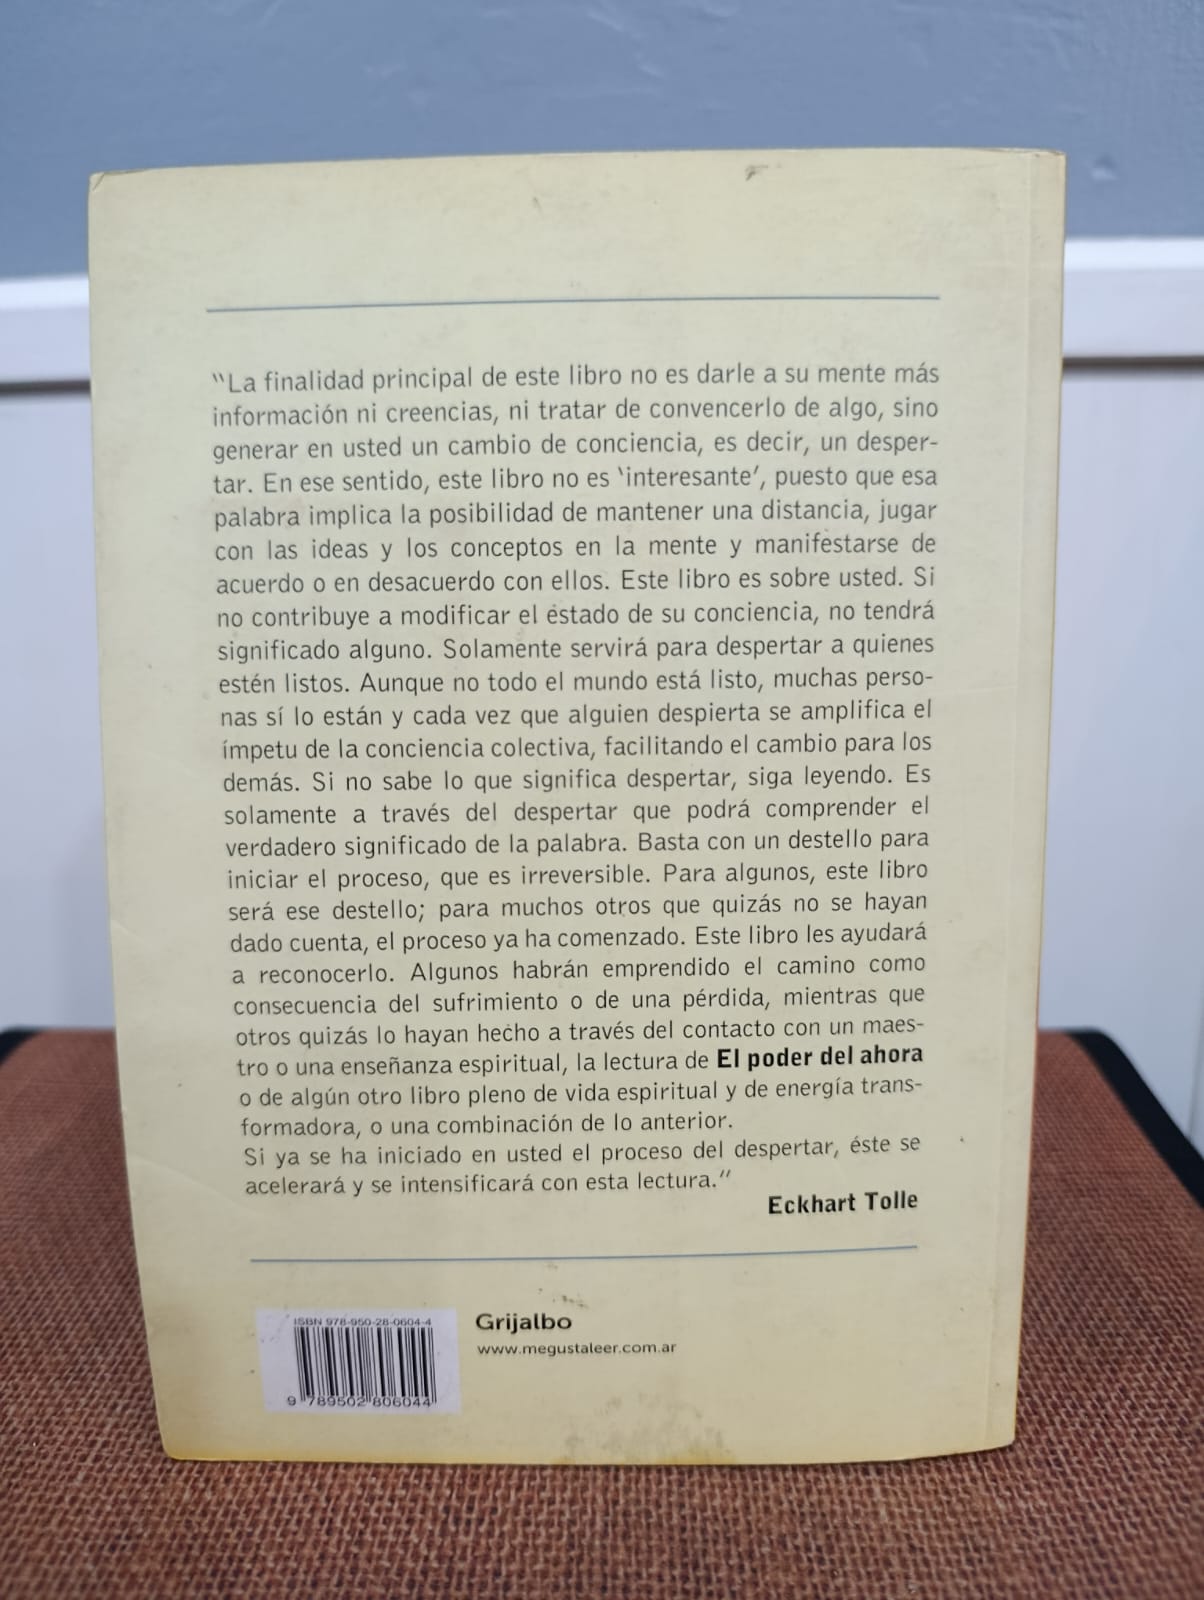 “La finalidad principal de este libro no es darle a su mente más
información ni creencias, ni tratar de convencerlo de algo, sino
generar en usted un cambio de conciencia, es decir, un desper-
tar. En ese sentido, este libro no es ‘interesante’, puesto que esa
palabra implica la posibilidad de mantener una distancia, jugar
con las ideas y los conceptos en la mente y manifestarse de
acuerdo o en desacuerdo con ellos. Este libro es sobre usted. Si
no contribuye a modificar el estado de su conciencia, no tendrá
significado alguno. Solamente servirá para despertar a quienes
estén listos. Aunque no todo el mundo está listo, muchas perso-
nas sí lo están y cada vez que alguien despierta se amplifica el
ímpetu de la conciencia colectiva, facilitando el cambio para los
demás. Si no sabe lo que significa despertar, siga leyendo. Es
solamente a través del despertar que podrá comprender el
verdadero significado de la palabra. Basta con un destello para
iniciar el proceso, que es irreversible. Para algunos, este libro
será ese destello; para muchos otros que quizás no se hayan
dado cuenta, el proceso ya ha comenzado. Este libro les ayudará
a reconocerlo. Algunos habrán emprendido el camino como
consecuencia del sufrimiento o de una pérdida, mientras que
otros quizás lo hayan hecho a través del contacto con un maes-
tro o una enseñanza espiritual, la lectura de El poder del ahora
o de algún otro libro pleno de vida espiritual y de energía trans-
formadora, o una combinación de lo anterior.
Si ya se ha iniciado en usted el proceso del despertar, éste se
acelerará y se intensificará con esta lectura.”
Eckhart Tolle
ISBN 978-950-28-0604-4
9 789502 806044
Grijalbo
www.megustaleer.com.ar